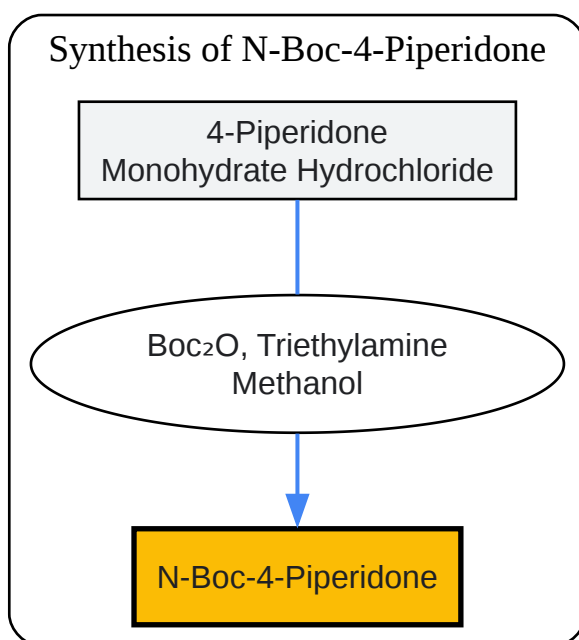 Synthesis of N-Boc-4-Piperidone
4-Piperidone
Monohydrate Hydrochloride
Boc₂O, Triethylamine
Methanol
N-Boc-4-Piperidone